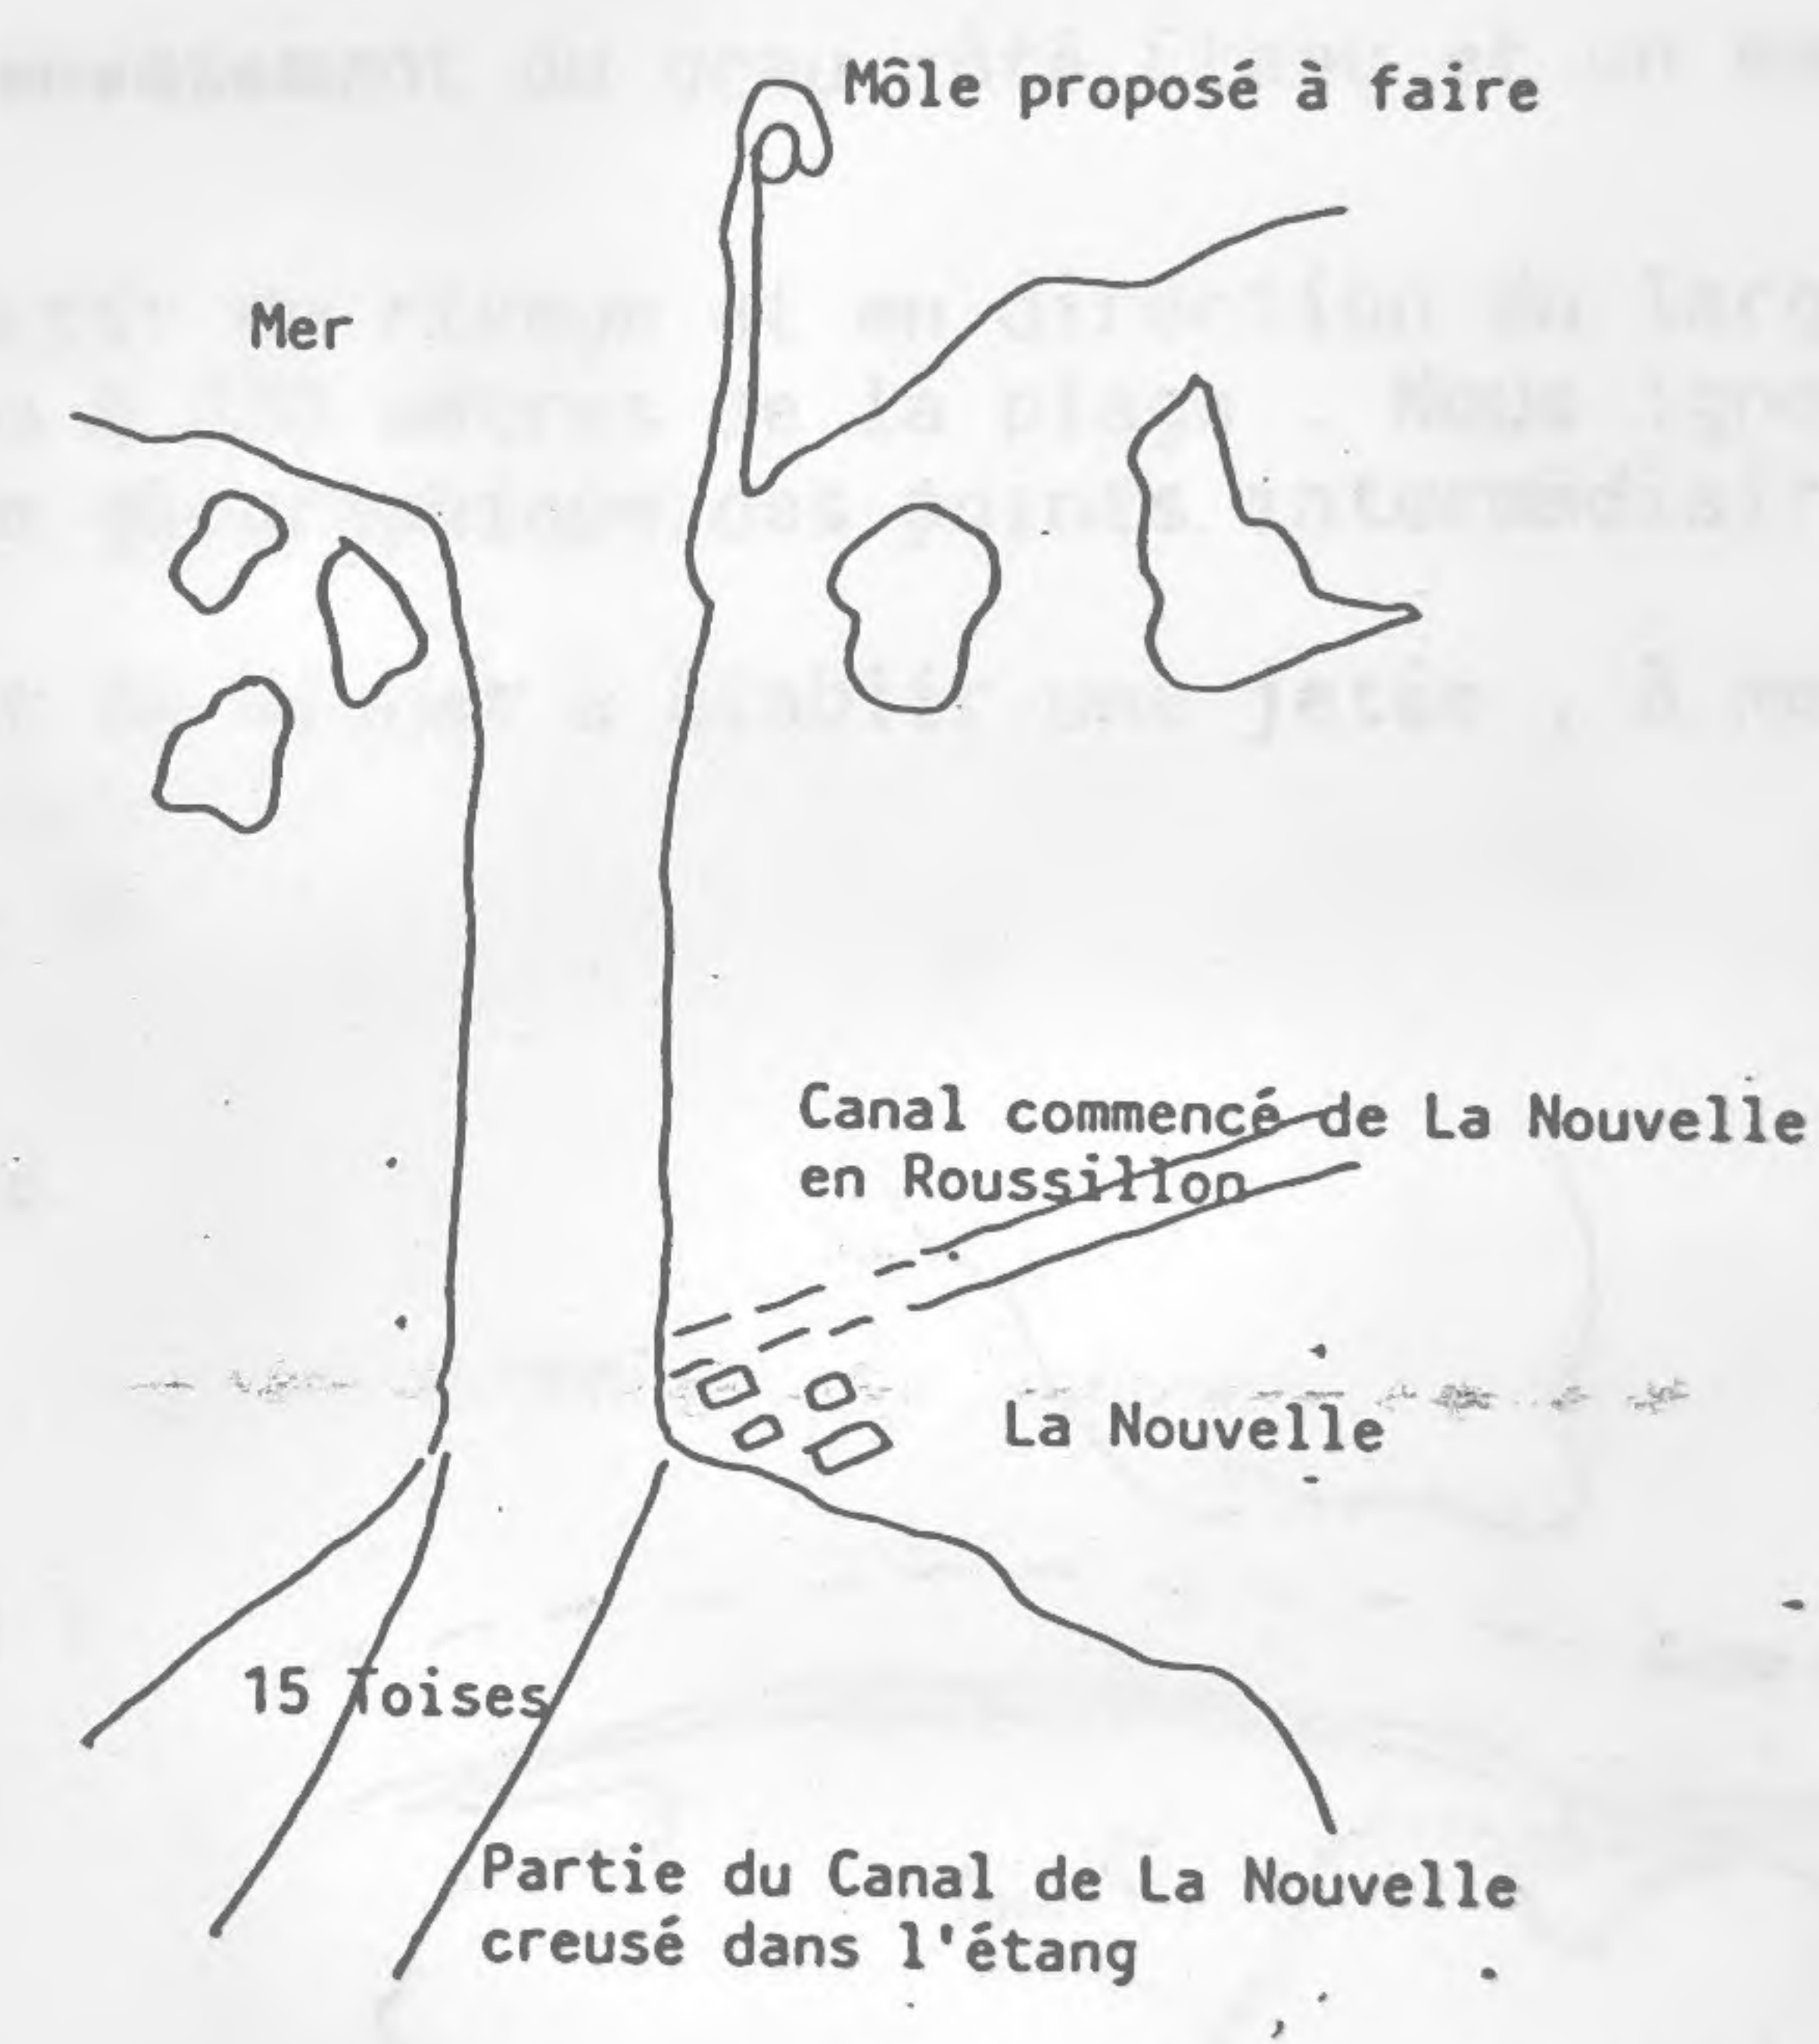 Môle proposé à faire
Mer
Canal commencé de La Nouvelle
en Roussillon
La Nouvelle
15 Toises
Partie du Canal de La Nouvelle
creusé dans l'étang